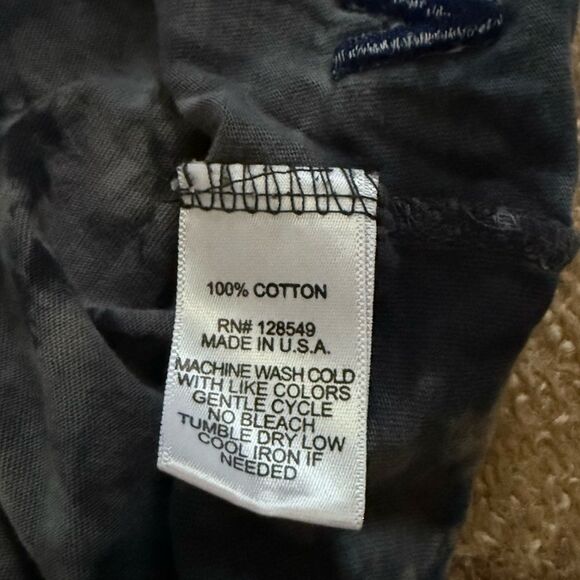 100% COTTON
RN# 128549
MADE IN U.S.A.
MACHINE WASH COLD
WITH LIKE COLORS
GENTLE CYCLE
NO BLEACH
TUMBLE DRY LOW
COOL IRON IF
NEEDED